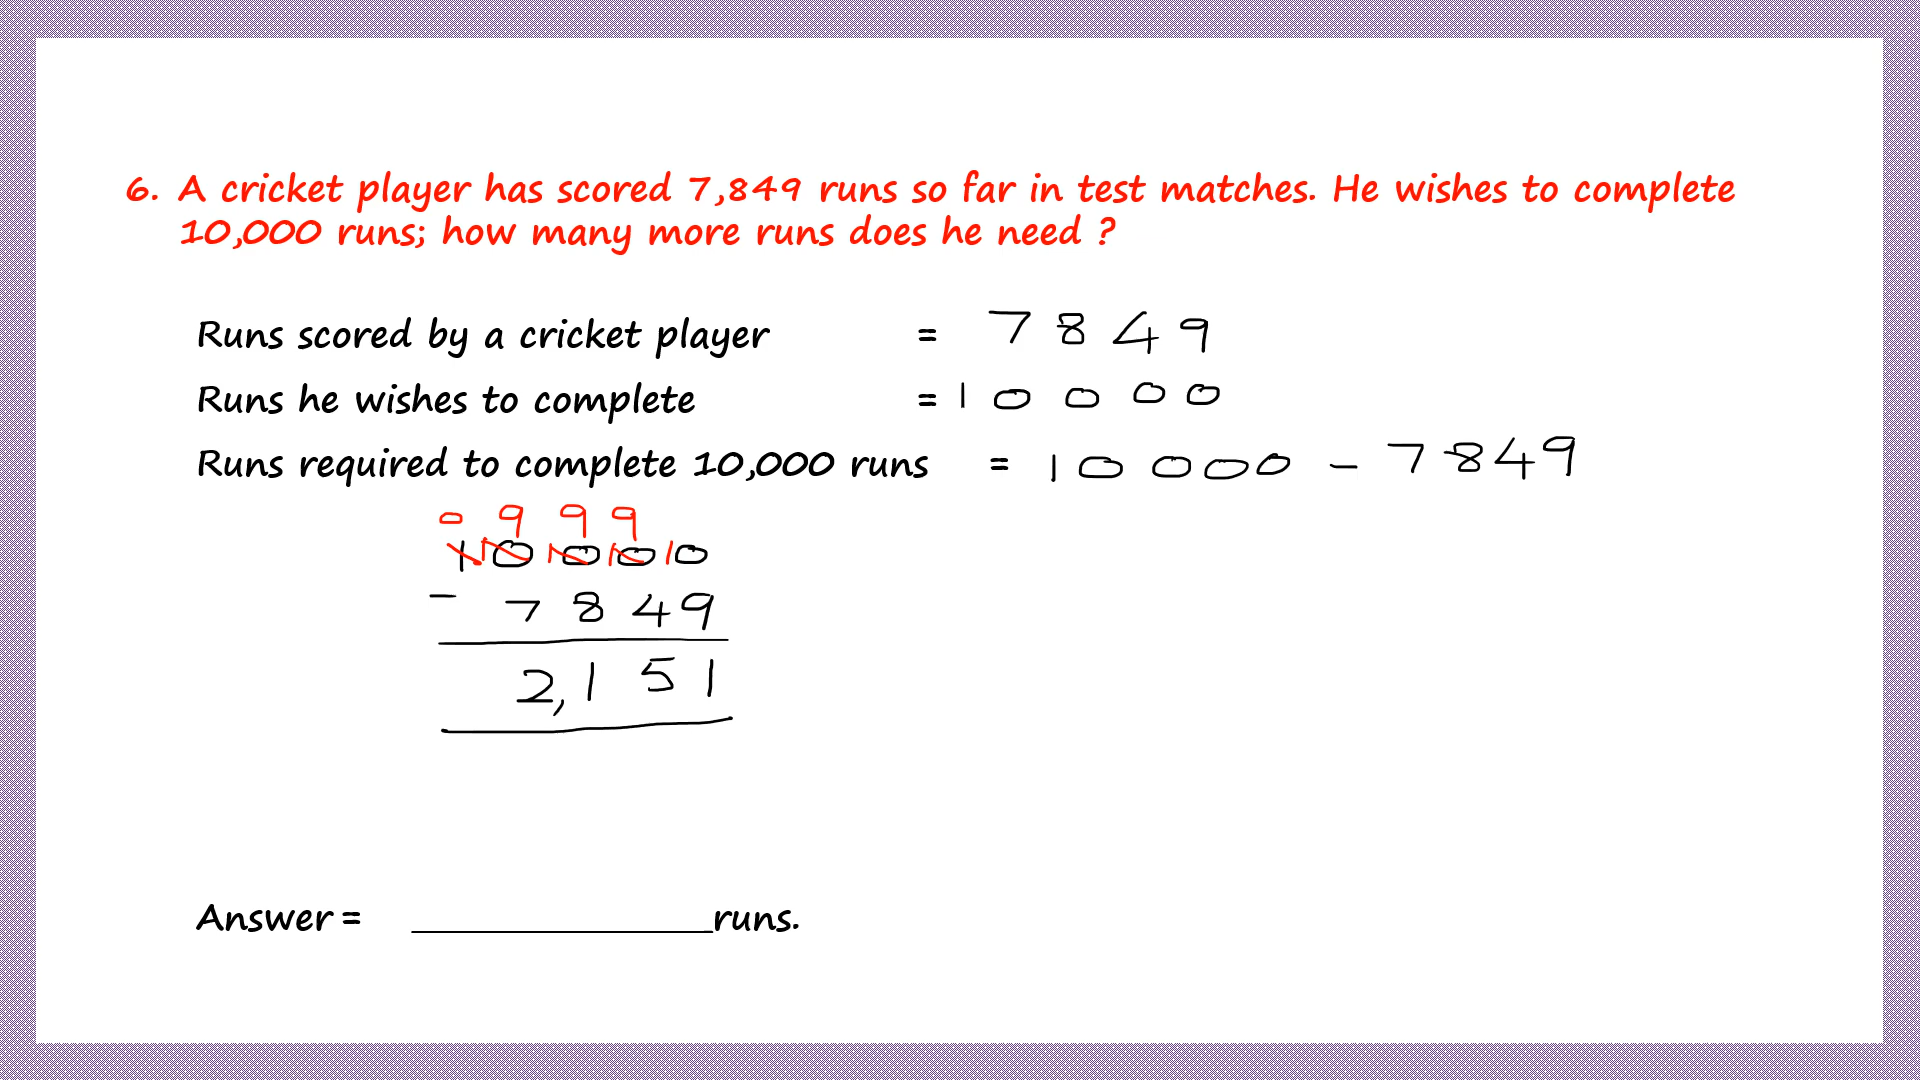 6. A cricket player has scored 7,849 runs so far in test matches. He wishes to complete
10,000 runs; how many more runs does he need ?
Runs scored by a cricket player = 7849
Runs he wishes to complete = 10000
Runs required to complete 10,000 runs = 10000 - 7849
0 9 9 9
1 10 10 10 10
- 7849
2,151
Answer = ______________ runs.